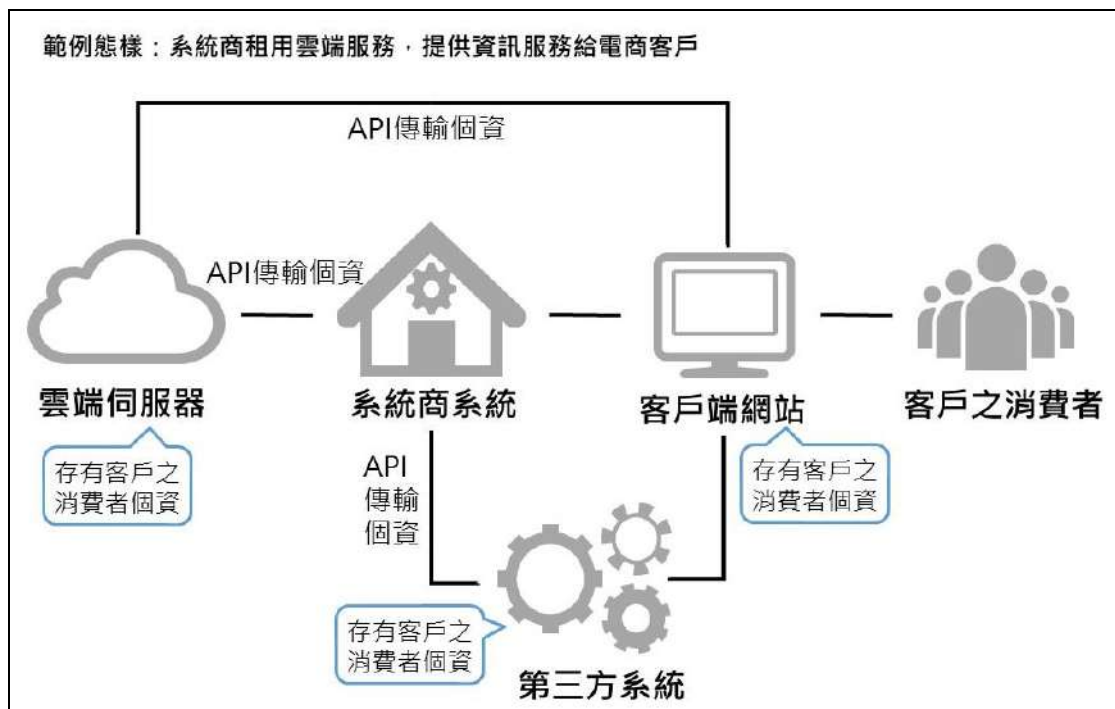 範例態樣：系統商租用雲端服務，提供資訊服務給電商客戶
API傳輸個資
API傳輸個資
雲端伺服器
系統商系統
客戶端網站
客戶之消費者
存有客戶之
消費者個資
API
傳輸
個資
存有客戶之
消費者個資
存有客戶之
消費者個資
第三方系統